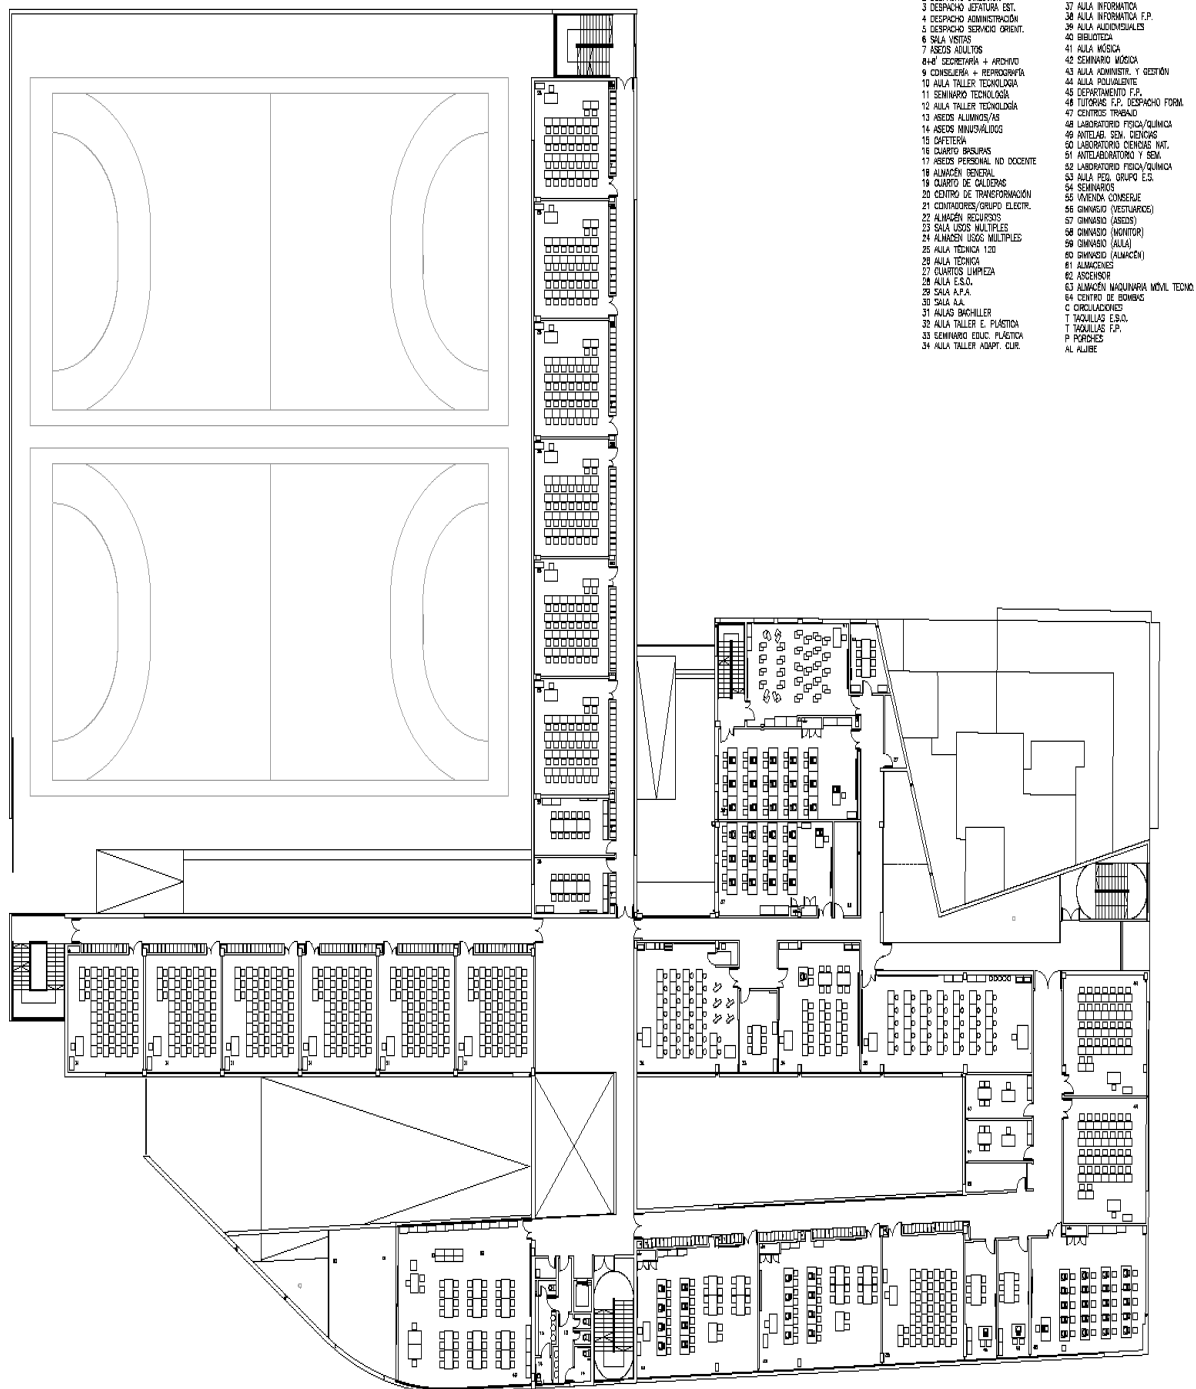 3 DESPACHO JEFATURA EST.
4 DESPACHO ADMINISTRACIÓN
5 DESPACHO SERVICIO ORIENT.
6 SALA VISITAS
7 ASEOS ADULTOS
8+8' SECRETARÍA + ARCHIVO
9 CONSEJERÍA + REPROGRAFÍA
10 AULA TALLER TECNOLOGIA
11 SEMINARIO TECNOLOGÍA
12 AULA TALLER TECNOLOGÍA
13 ASEOS ALUMNOS/AS
14 ASEOS MINUSVÁLIDOS
15 CAFETERÍA
16 CUARTO BASURAS
17 ASEOS PERSONAL NO DOCENTE
18 ALMACÉN GENERAL
19 CUARTO DE CALDERAS
20 CENTRO DE TRANSFORMACIÓN
21 CONTADORES/GRUPO ELECTR.
22 ALMACÉN RECURSOS
23 SALA USOS MULTIPLES
24 ALMACEN USOS MULTIPLES
25 AULA TÉCNICA 120
26 AULA TÉCNICA
27 CUARTOS LIMPIEZA
28 AULA E.S.O.
29 SALA A.P.A.
30 SALA A.A.
31 AULAS BACHILLER
32 AULA TALLER E. PLÁSTICA
33 SEMINARIO EDUC. PLÁSTICA
34 AULA TALLER ADAPT. CUR.
37 AULA INFORMATICA
38 AULA INFORMATICA F.P.
39 AULA AUDIOVISUALES
40 BIBLIOTECA
41 AULA MÚSICA
42 SEMINARIO MÚSICA
43 AULA ADMINISTR. Y GESTIÓN
44 AULA POLIVALENTE
45 DEPARTAMENTO F.P.
46 TUTORIAS F.P. DESPACHO FORM.
47 CENTROS TRABAJO
48 LABORATORIO FISICA/QUÍMICA
49 ANTELAB. SEM. CIENCIAS
50 LABORATORIO CIENCIAS NAT.
51 ANTELABORATORIO Y SEM.
52 LABORATORIO FISICA/QUÍMICA
53 AULA PEQ. GRUPO E.S.
54 SEMINARIOS
55 VIVIENDA CONSERJE
56 GIMNASIO (VESTUARIOS)
57 GIMNASIO (ASEOS)
58 GIMNASIO (MONITOR)
59 GIMNASIO (AULA)
60 GIMNASIO (ALMACÉN)
61 ALMACENES
62 ASCENSOR
63 ALMACÉN MAQUINARIA MÓVIL TECNO.
64 CENTRO DE BOMBAS
C CIRCULACIONES
T TAQUILLAS E.S.O.
T TAQUILLAS F.P.
P PORCHES
AL ALJIBE